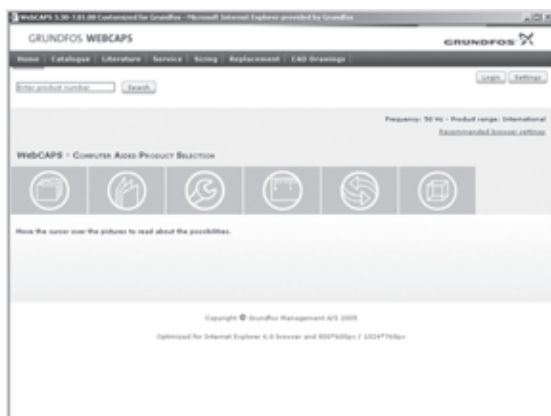 WebCAPS 3.30-7.01.00 Customized for Grundfos - Microsoft Internet Explorer provided by Grundfos
GRUNDFOS WEBCAPS
GRUNDFOS
Home | Catalogue | Literature | Service | Sizing | Replacement | CAD Drawings |
Enter product number Search Login Settings
Frequency: 50 Hz - Product range: International
Recommended browser settings
WebCAPS - Computer Aided Product Selection
Move the cursor over the pictures to read about the possibilities.
Copyright © Grundfos Management A/S 2005
Optimized for Internet Explorer 6.0 browser and 800*600px / 1024*768px